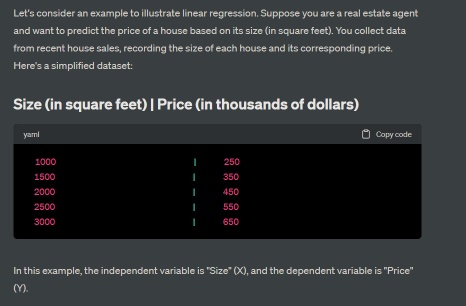 Let's consider an example to illustrate linear regression. Suppose you are a real estate agent
and want to predict the price of a house based on its size (in square feet). You collect data
from recent house sales, recording the size of each house and its corresponding price.
Here's a simplified dataset:
Size (in square feet) | Price (in thousands of dollars)
yaml Copy code
1000 | 250
1500 | 350
2000 | 450
2500 | 550
3000 | 650
In this example, the independent variable is "Size" (X), and the dependent variable is "Price"
(Y).